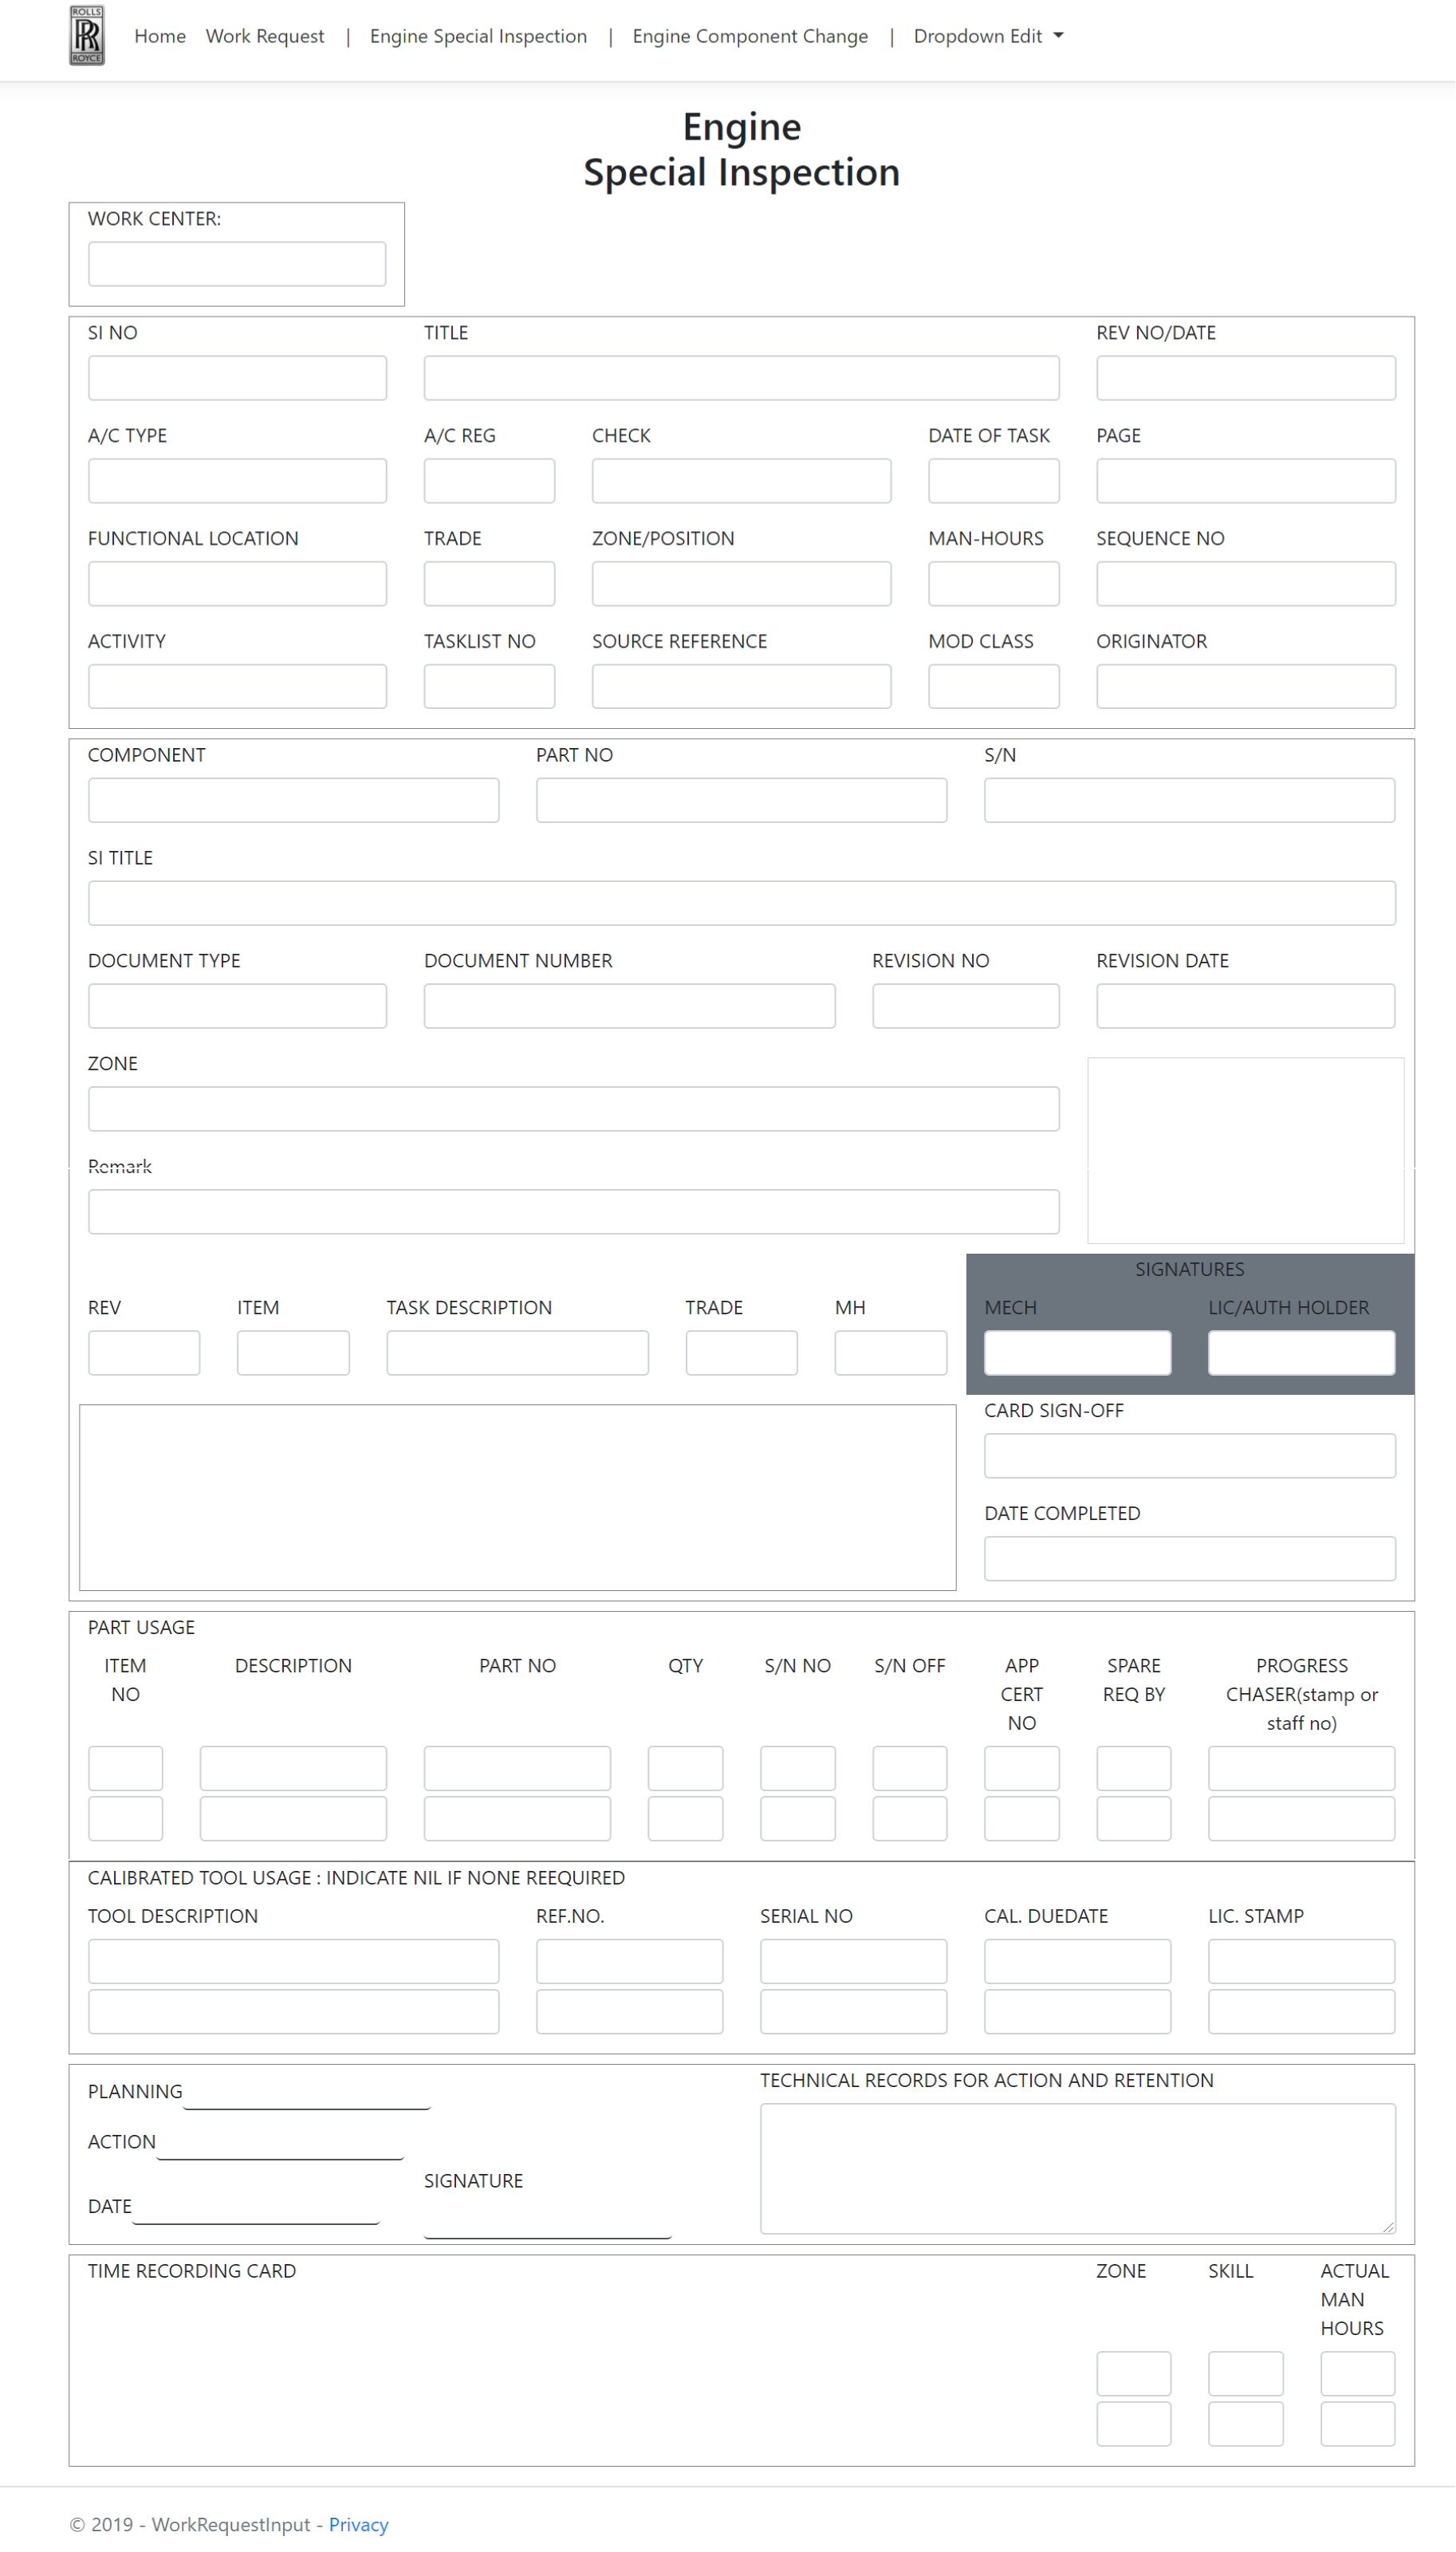 ROLLS
RR
ROYCE
Home Work Request | Engine Special Inspection | Engine Component Change | Dropdown Edit
Engine
Special Inspection
WORK CENTER:
SI NO TITLE REV NO/DATE
A/C TYPE A/C REG CHECK DATE OF TASK PAGE
FUNCTIONAL LOCATION TRADE ZONE/POSITION MAN-HOURS SEQUENCE NO
ACTIVITY TASKLIST NO SOURCE REFERENCE MOD CLASS ORIGINATOR
COMPONENT PART NO S/N
SI TITLE
DOCUMENT TYPE DOCUMENT NUMBER REVISION NO REVISION DATE
ZONE
Remark
SIGNATURES
REV ITEM TASK DESCRIPTION TRADE MH MECH LIC/AUTH HOLDER
CARD SIGN-OFF
DATE COMPLETED
PART USAGE
ITEM DESCRIPTION PART NO QTY S/N NO S/N OFF APP SPARE PROGRESS
NO CERT REQ BY CHASER(stamp or
NO staff no)
CALIBRATED TOOL USAGE : INDICATE NIL IF NONE REEQUIRED
TOOL DESCRIPTION REF.NO. SERIAL NO CAL. DUEDATE LIC. STAMP
TECHNICAL RECORDS FOR ACTION AND RETENTION
PLANNING
ACTION
SIGNATURE
DATE
TIME RECORDING CARD ZONE SKILL ACTUAL
MAN
HOURS
© 2019 - WorkRequestInput - Privacy